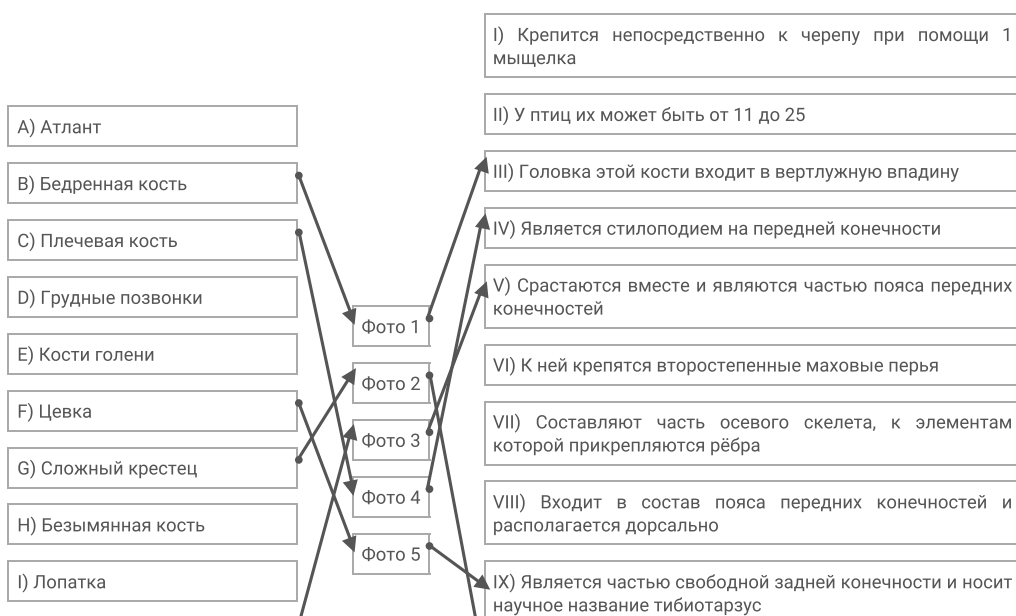 A) Атлант
B) Бедренная кость
C) Плечевая кость
D) Грудные позвонки
E) Кости голени
F) Цевка
G) Сложный крестец
H) Безымянная кость
I) Лопатка
Фото 1
Фото 2
Фото 3
Фото 4
Фото 5
I) Крепится непосредственно к черепу при помощи 1
мыщелка
II) У птиц их может быть от 11 до 25
III) Головка этой кости входит в вертлужную впадину
IV) Является стилоподием на передней конечности
V) Срастаются вместе и являются частью пояса передних
конечностей
VI) К ней крепятся второстепенные маховые перья
VII) Составляют часть осевого скелета, к элементам
которой прикрепляются рёбра
VIII) Входит в состав пояса передних конечностей и
располагается дорсально
IX) Является частью свободной задней конечности и носит
научное название тибиотарзус